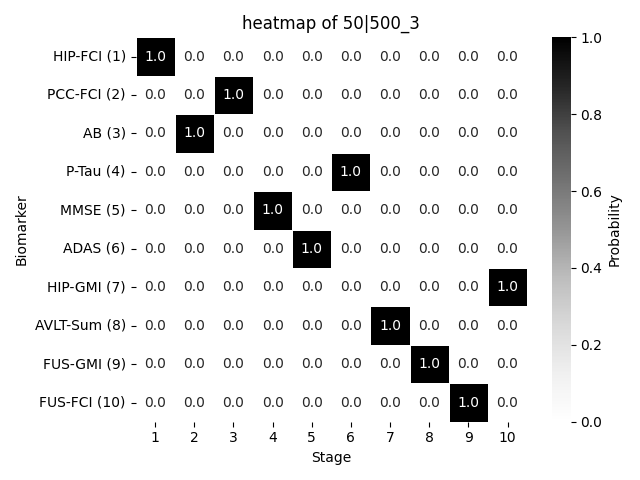 heatmap of 50|500_3
HIP-FCI (1) 1.0 0.0 0.0 0.0 0.0 0.0 0.0 0.0 0.0 0.0
PCC-FCI (2) 0.0 0.0 1.0 0.0 0.0 0.0 0.0 0.0 0.0 0.0
AB (3) 0.0 1.0 0.0 0.0 0.0 0.0 0.0 0.0 0.0 0.0
P-Tau (4) 0.0 0.0 0.0 0.0 0.0 1.0 0.0 0.0 0.0 0.0
MMSE (5) 0.0 0.0 0.0 1.0 0.0 0.0 0.0 0.0 0.0 0.0
ADAS (6) 0.0 0.0 0.0 0.0 1.0 0.0 0.0 0.0 0.0 0.0
HIP-GMI (7) 0.0 0.0 0.0 0.0 0.0 0.0 0.0 0.0 0.0 1.0
AVLT-Sum (8) 0.0 0.0 0.0 0.0 0.0 0.0 1.0 0.0 0.0 0.0
FUS-GMI (9) 0.0 0.0 0.0 0.0 0.0 0.0 0.0 1.0 0.0 0.0
FUS-FCI (10) 0.0 0.0 0.0 0.0 0.0 0.0 0.0 0.0 1.0 0.0
1 2 3 4 5 6 7 8 9 10
Stage
Biomarker
1.0
0.8
0.6
0.4
0.2
0.0
Probability